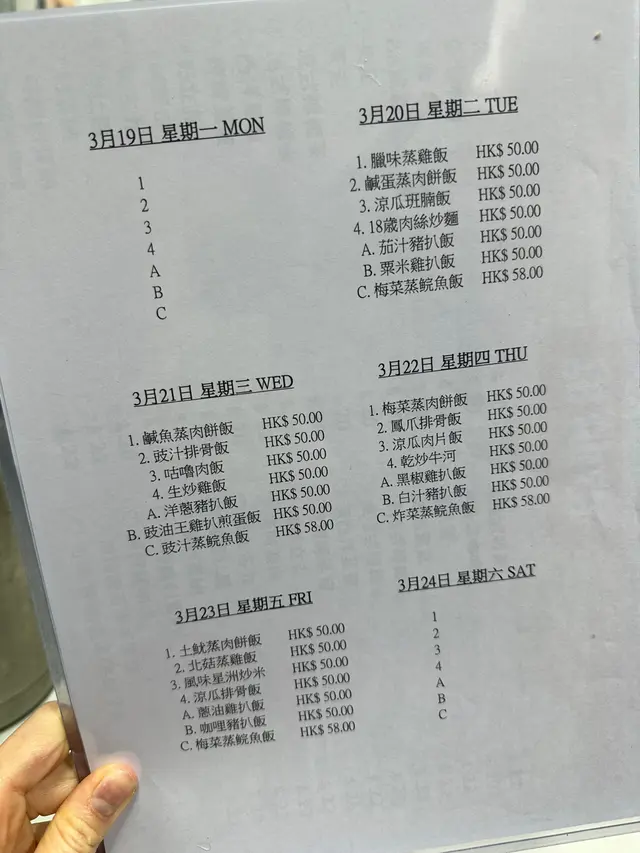 3月19日 星期一 MON
1
2
3
4
A
B
C
3月20日 星期二 TUE
1. 臘味蒸雞飯 HK$ 50.00
2. 鹹蛋蒸肉餅飯 HK$ 50.00
3. 涼瓜班腩飯 HK$ 50.00
4. 18歲肉絲炒麵 HK$ 50.00
A. 茄汁豬扒飯 HK$ 50.00
B. 粟米雞扒飯 HK$ 50.00
C. 梅菜蒸鯇魚飯 HK$ 58.00
3月21日 星期三 WED
1. 鹹魚蒸肉餅飯 HK$ 50.00
2. 豉汁排骨飯 HK$ 50.00
3. 咕嚕肉飯 HK$ 50.00
4. 生炒雞飯 HK$ 50.00
A. 洋蔥豬扒飯 HK$ 50.00
B. 豉油王雞扒煎蛋飯 HK$ 50.00
C. 豉汁蒸鯇魚飯 HK$ 58.00
3月22日 星期四 THU
1. 梅菜蒸肉餅飯 HK$ 50.00
2. 鳳爪排骨飯 HK$ 50.00
3. 涼瓜肉片飯 HK$ 50.00
4. 乾炒牛河 HK$ 50.00
A. 黑椒雞扒飯 HK$ 50.00
B. 白汁豬扒飯 HK$ 50.00
C. 炸菜蒸鯇魚飯 HK$ 58.00
3月23日 星期五 FRI
1. 土魷蒸肉餅飯 HK$ 50.00
2. 北菇蒸雞飯 HK$ 50.00
3. 風味星洲炒米 HK$ 50.00
4. 涼瓜排骨飯 HK$ 50.00
A. 蔥油雞扒飯 HK$ 50.00
B. 咖哩豬扒飯 HK$ 50.00
C. 梅菜蒸鯇魚飯 HK$ 58.00
3月24日 星期六 SAT
1
2
3
4
A
B
C